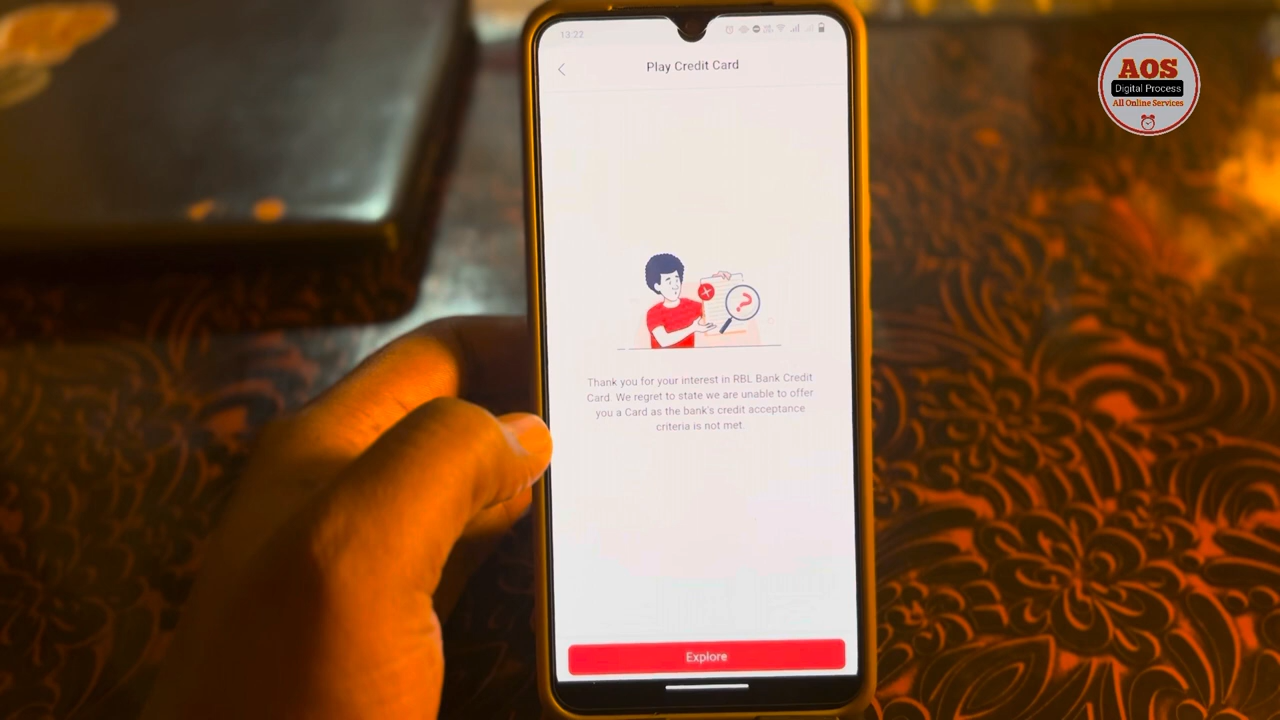 13:22
Play Credit Card
Thank you for your interest in RBL Bank Credit
Card. We regret to state we are unable to offer
you a Card as the bank's credit acceptance
criteria is not met.
Explore
AOS
Digital Process
All Online Services